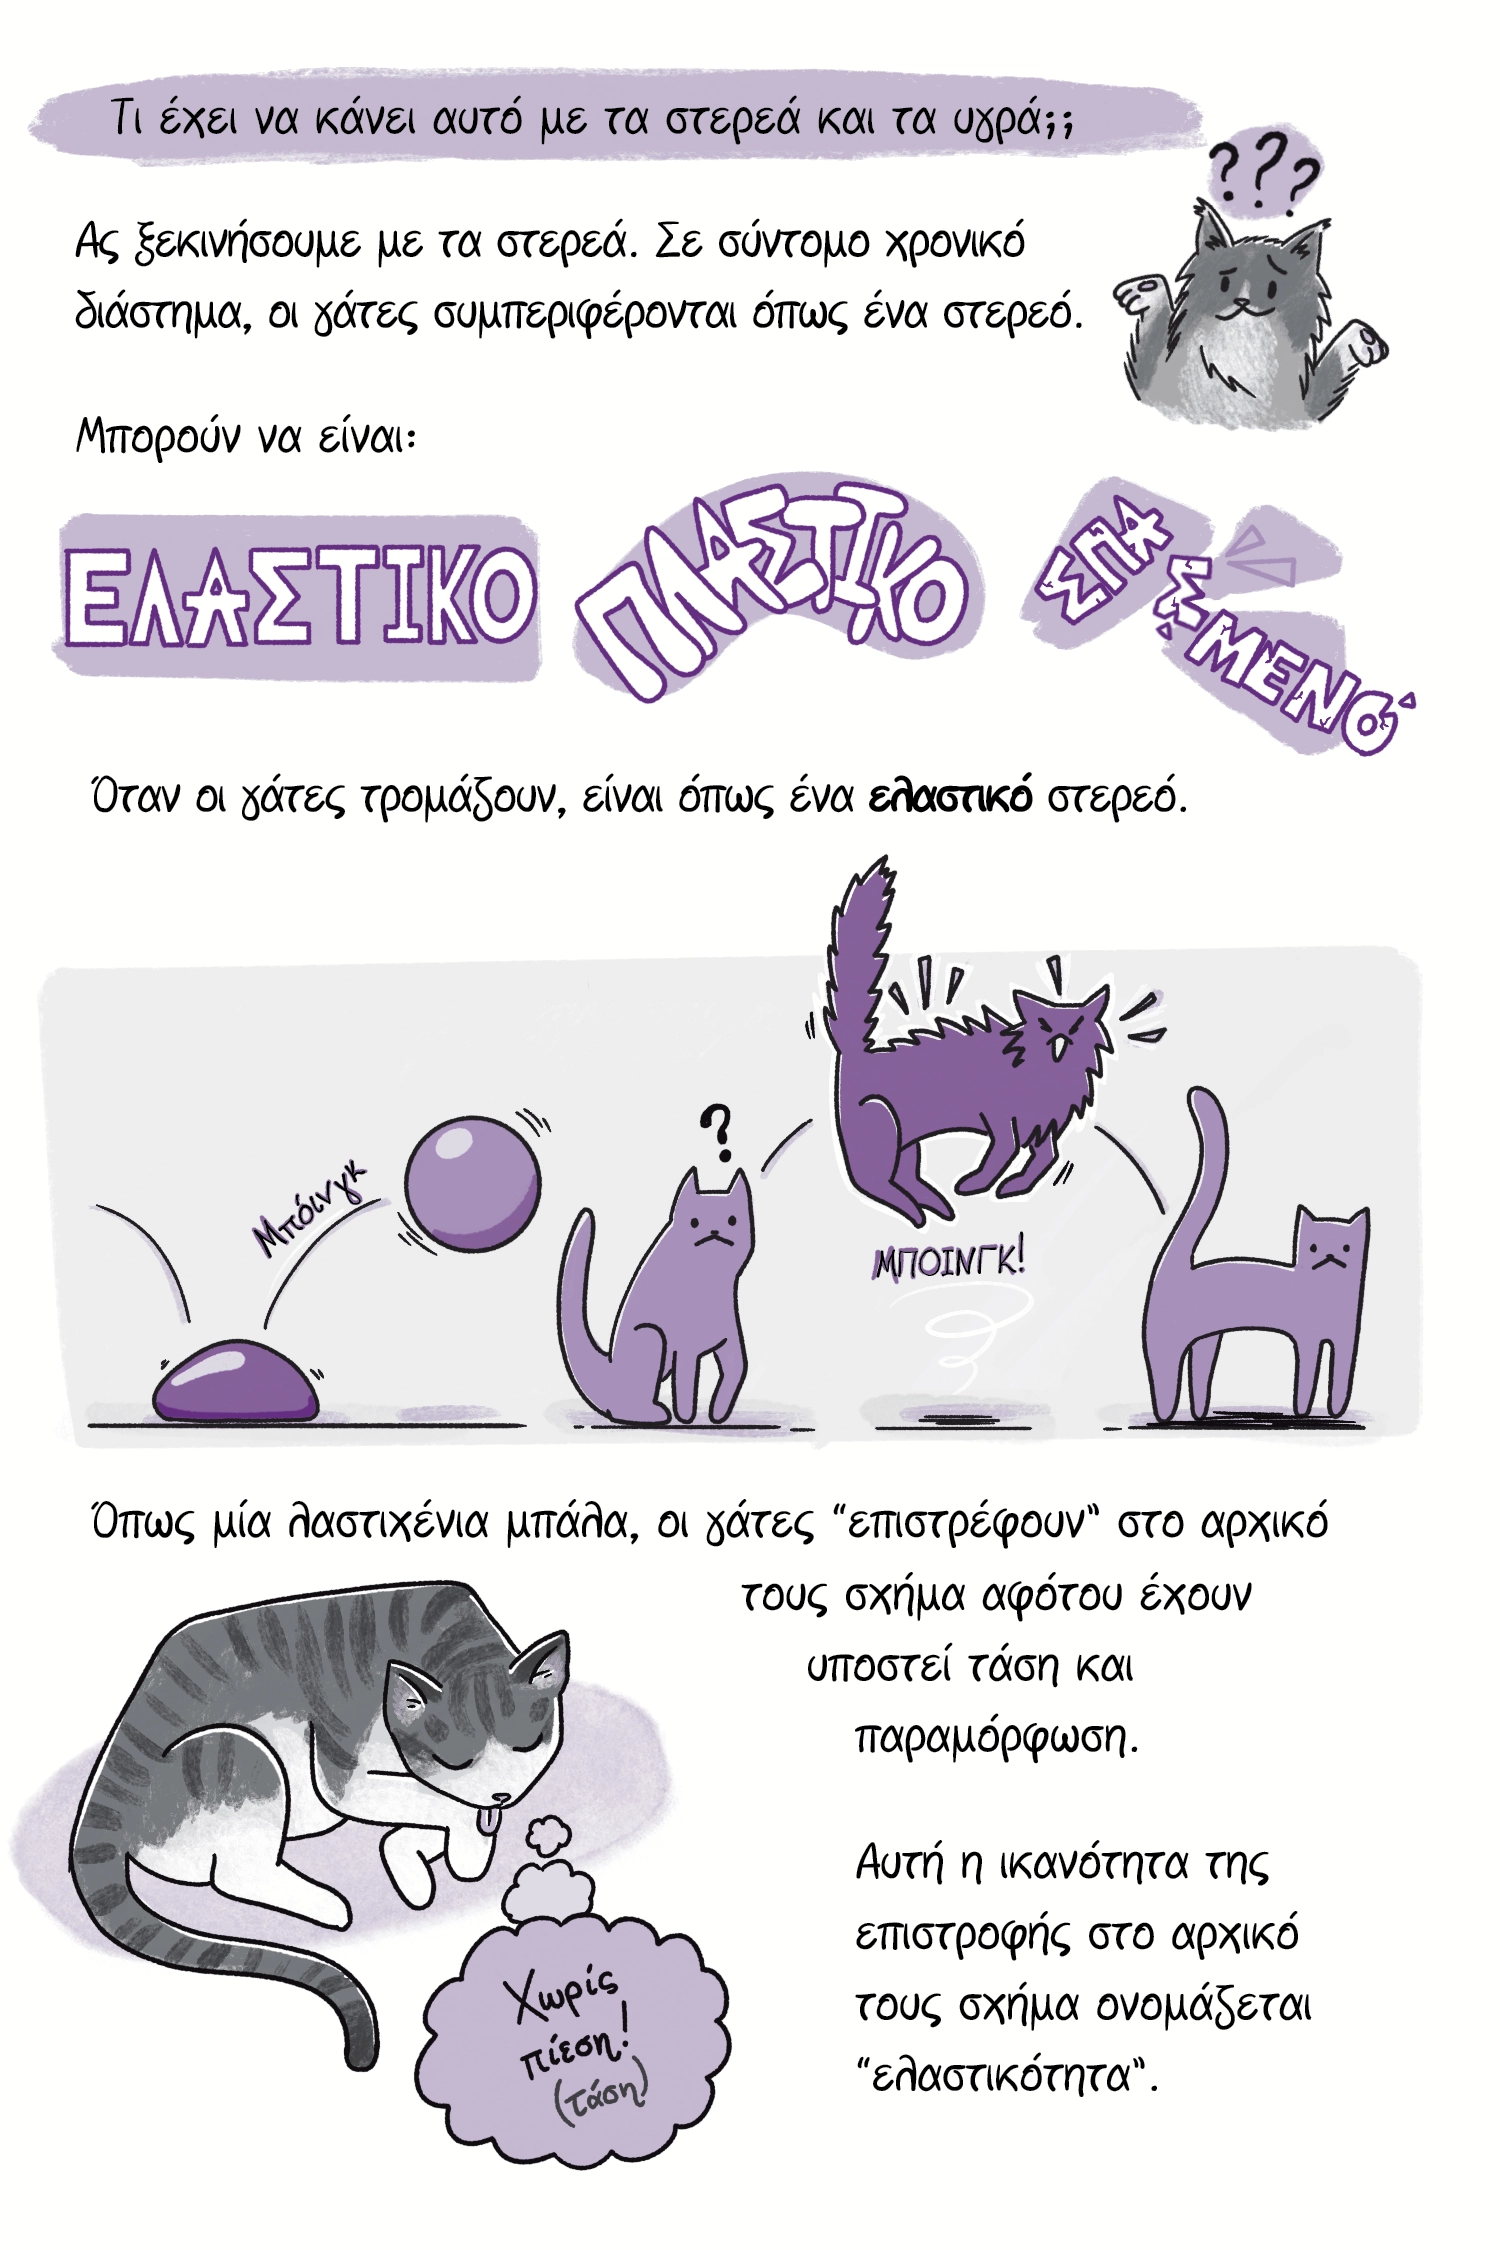 Τι έχει να κάνει αυτό με τα στερεά και τα υγρά;;
???
Ας ξεκινήσουμε με τα στερεά. Σε σύντομο χρονικό
διάστημα, οι γάτες συμπεριφέρονται όπως ένα στερεό.
Μπορούν να είναι:
ΕΛΑΣΤΙΚΟ
ΠΛΑΣΤΙΚΟ
ΣΠΑΣΜΕΝΟ
Όταν οι γάτες τρομάζουν, είναι όπως ένα ελαστικό στερεό.
Μπόινγκ
?
ΜΠΟΙΝΓΚ!
Όπως μία λαστιχένια μπάλα, οι γάτες “επιστρέφουν” στο αρχικό
τους σχήμα αφότου έχουν
υποστεί τάση και
παραμόρφωση.
Αυτή η ικανότητα της
επιστροφής στο αρχικό
τους σχήμα ονομάζεται
“ελαστικότητα”.
Χωρίς
πίεση!
(τάση)